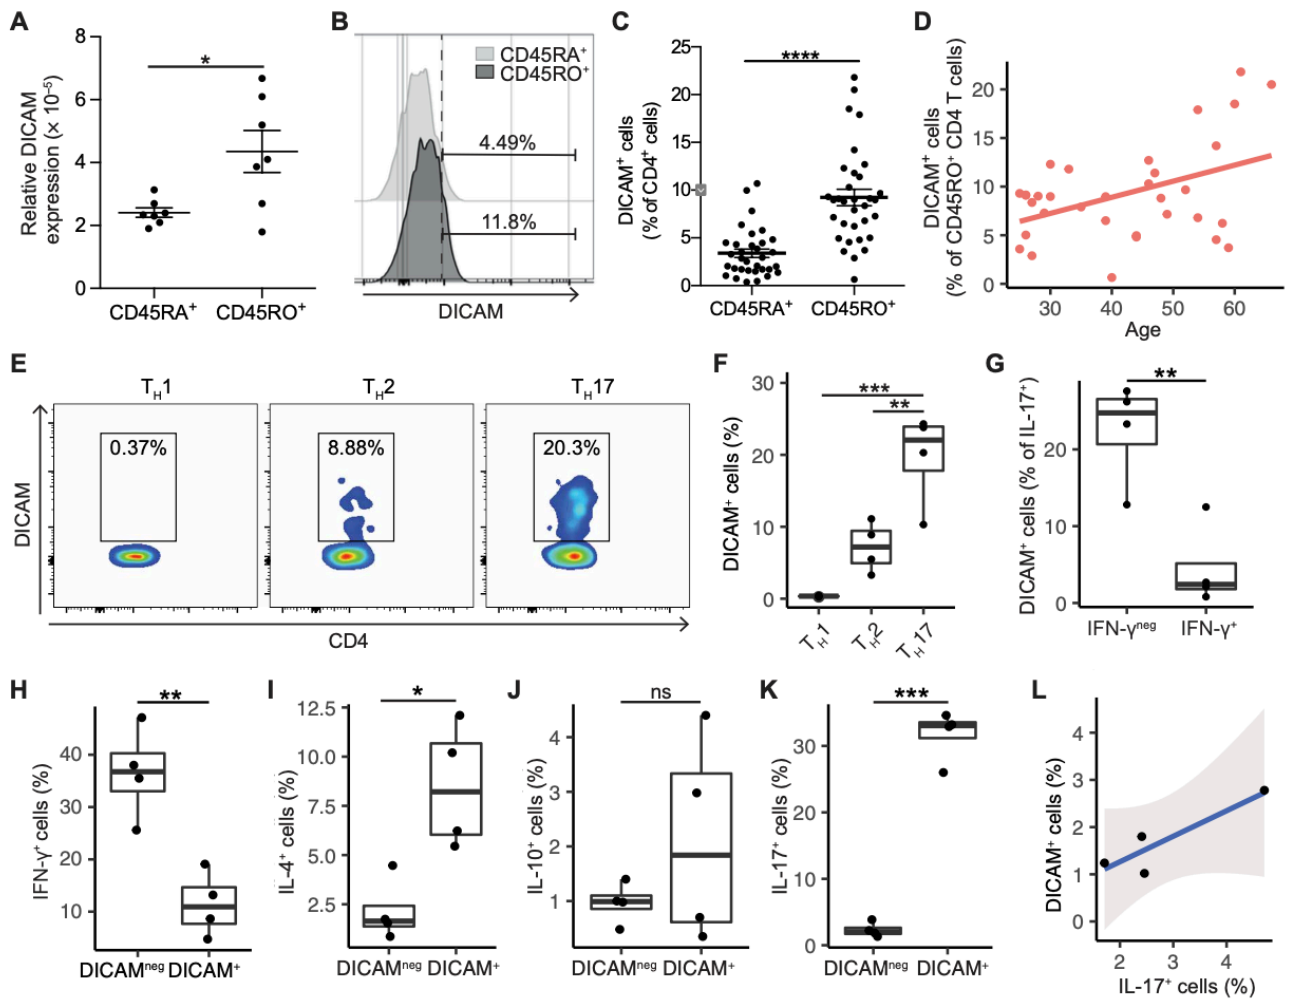 A
Relative DICAM
expression (× 10⁻⁵)
8
6
4
2
0
*
CD45RA⁺
CD45RO⁺
B
CD45RA⁺
CD45RO⁺
4.49%
11.8%
DICAM
C
DICAM⁺ cells
(% of CD4⁺ cells)
25
20
15
10
5
0
****
CD45RA⁺
CD45RO⁺
D
DICAM⁺ cells
(% of CD45RO⁺ CD4 T cells)
20
15
10
5
0
30
40
50
60
Age
E
T_H1
T_H2
T_H17
0.37%
8.88%
20.3%
DICAM
CD4
F
DICAM⁺ cells (%)
30
20
10
0
***
**
T_H1
T_H2
T_H17
G
DICAM⁺ cells (% of IL-17⁺)
20
10
0
**
IFN-γⁿᵉᵍ
IFN-γ⁺
H
IFN-γ⁺ cells (%)
40
30
20
10
**
DICAMⁿᵉᵍ
DICAM⁺
I
IL-4⁺ cells (%)
12.5
10.0
7.5
5.0
2.5
*
DICAMⁿᵉᵍ
DICAM⁺
J
IL-10⁺ cells (%)
4
3
2
1
ns
DICAMⁿᵉᵍ
DICAM⁺
K
IL-17⁺ cells (%)
30
20
10
0
***
DICAMⁿᵉᵍ
DICAM⁺
L
DICAM⁺ cells (%)
4
3
2
1
0
2
3
4
IL-17⁺ cells (%)